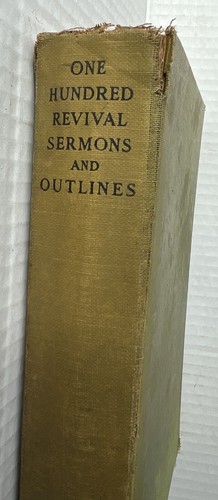 ONE
HUNDRED
REVIVAL
SERMONS
AND
OUTLINES